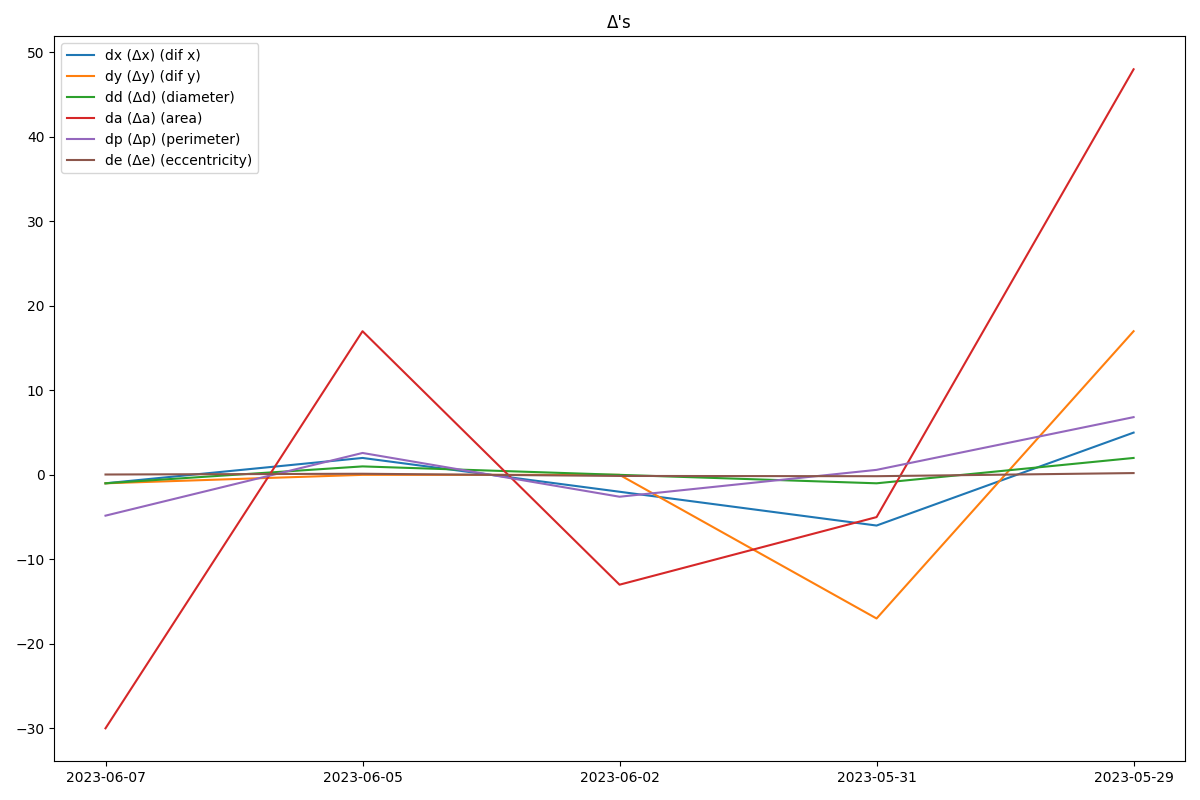 Δ's
dx (Δx) (dif x)
dy (Δy) (dif y)
dd (Δd) (diameter)
da (Δa) (area)
dp (Δp) (perimeter)
de (Δe) (eccentricity)
50
40
30
20
10
0
−10
−20
−30
2023-06-07 2023-06-05 2023-06-02 2023-05-31 2023-05-29